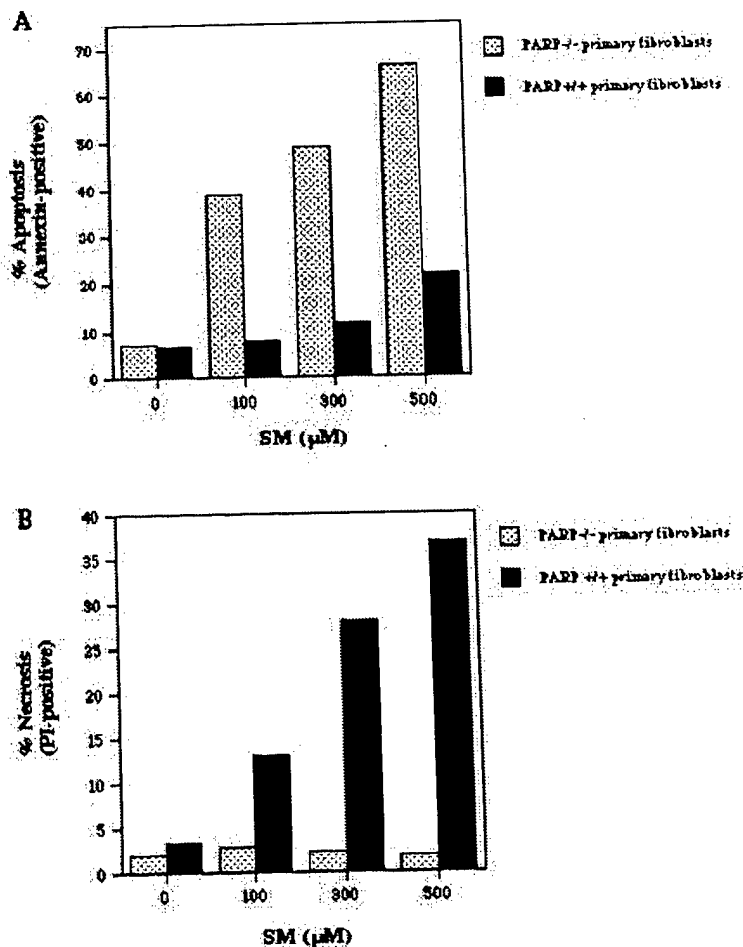 A
PARP-/- primary fibroblasts
PARP+/+ primary fibroblasts
% Apoptosis
(Annexin-positive)
70
60
50
40
30
20
10
0
0 100 300 500
SM (µM)
B
PARP-/- primary fibroblasts
PARP +/+ primary fibroblasts
% Necrosis
(PI-positive)
40
35
30
25
20
15
10
5
0
0 100 300 500
SM (µM)